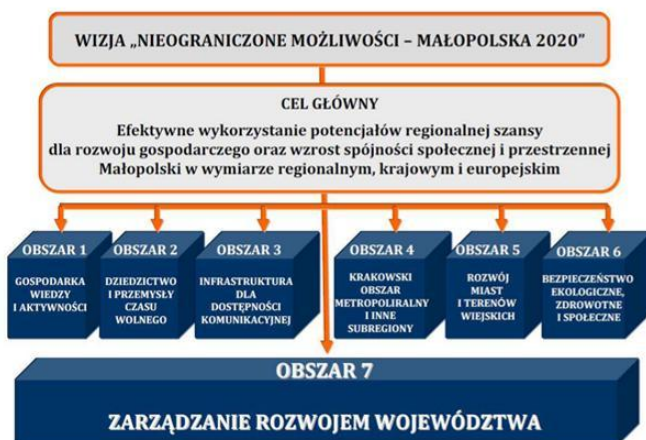 WIZJA „NIEOGRANICZONE MOŻLIWOŚCI – MAŁOPOLSKA 2020”
CEL GŁÓWNY
Efektywne wykorzystanie potencjałów regionalnej szansy
dla rozwoju gospodarczego oraz wzrost spójności społecznej i przestrzennej
Małopolski w wymiarze regionalnym, krajowym i europejskim
OBSZAR 1
GOSPODARKA
WIEDZY
I AKTYWNOŚCI
OBSZAR 2
DZIEDZICTWO
I PRZEMYSŁY
CZASU
WOLNEGO
OBSZAR 3
INFRASTRUKTURA
DLA
DOSTĘPNOŚCI
KOMUNIKACYJNEJ
OBSZAR 4
KRAKOWSKI
OBSZAR
METROPOLIRALNY
I INNE
SUBREGIONY
OBSZAR 5
ROZWÓJ
MIAST
I TERENÓW
WIEJSKICH
OBSZAR 6
BEZPIECZEŃSTWO
EKOLOGICZNE,
ZDROWOTNE
I SPOŁECZNE
OBSZAR 7
ZARZĄDZANIE ROZWOJEM WOJEWÓDZTWA